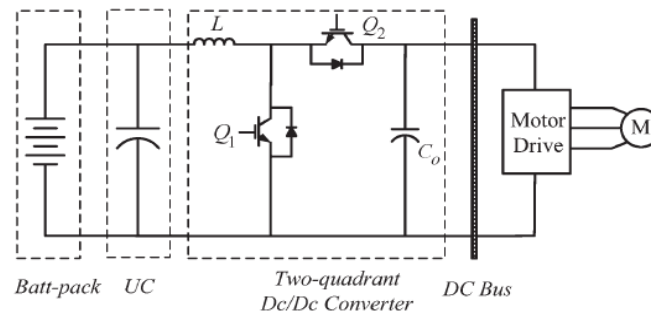 L
Q2
Q1
Co
Motor
Drive
M
Batt-pack
UC
Two-quadrant
Dc/Dc Converter
DC Bus